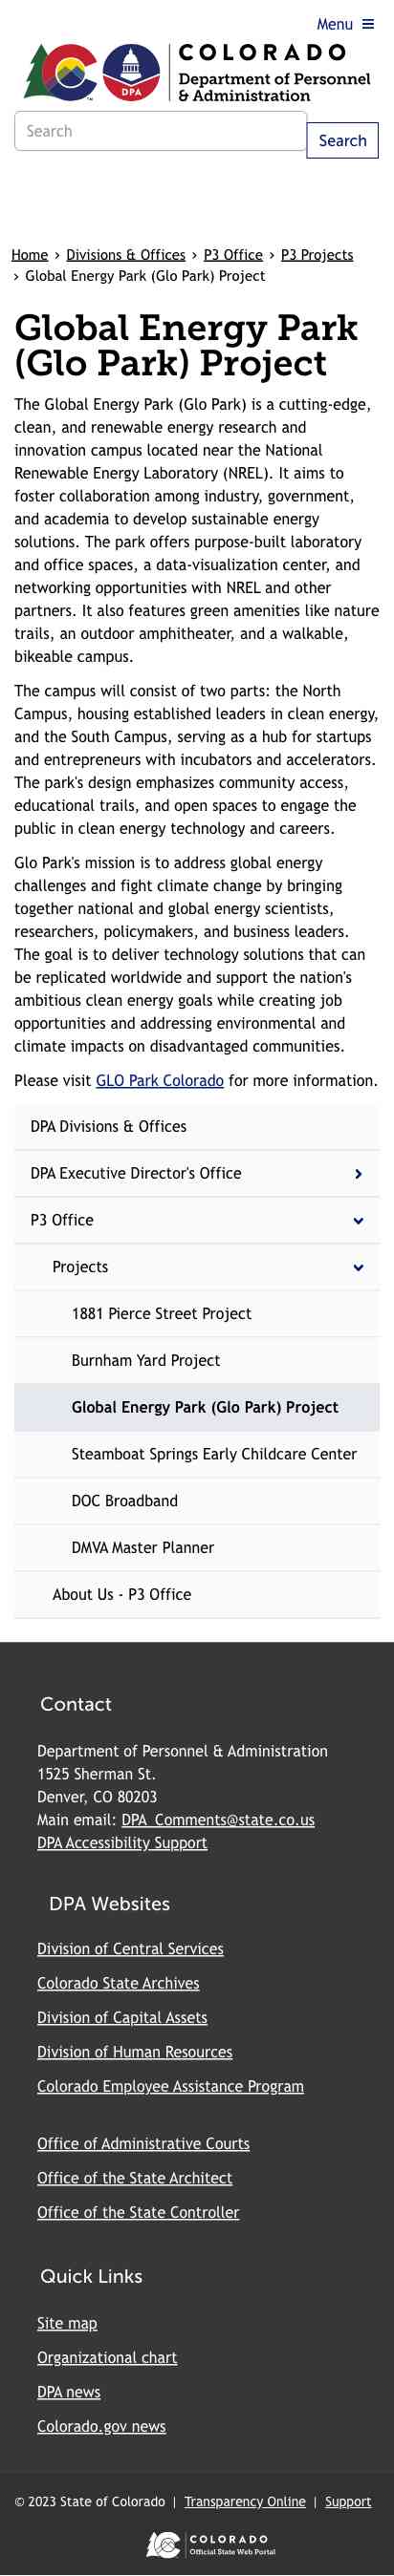 Menu
COLORADO
Department of Personnel
& Administration
DPA
Search
Search
Home › Divisions & Offices › P3 Office › P3 Projects
› Global Energy Park (Glo Park) Project
Global Energy Park
(Glo Park) Project
The Global Energy Park (Glo Park) is a cutting-edge,
clean, and renewable energy research and
innovation campus located near the National
Renewable Energy Laboratory (NREL). It aims to
foster collaboration among industry, government,
and academia to develop sustainable energy
solutions. The park offers purpose-built laboratory
and office spaces, a data-visualization center, and
networking opportunities with NREL and other
partners. It also features green amenities like nature
trails, an outdoor amphitheater, and a walkable,
bikeable campus.
The campus will consist of two parts: the North
Campus, housing established leaders in clean energy,
and the South Campus, serving as a hub for startups
and entrepreneurs with incubators and accelerators.
The park's design emphasizes community access,
educational trails, and open spaces to engage the
public in clean energy technology and careers.
Glo Park's mission is to address global energy
challenges and fight climate change by bringing
together national and global energy scientists,
researchers, policymakers, and business leaders.
The goal is to deliver technology solutions that can
be replicated worldwide and support the nation's
ambitious clean energy goals while creating job
opportunities and addressing environmental and
climate impacts on disadvantaged communities.
Please visit GLO Park Colorado for more information.
DPA Divisions & Offices
DPA Executive Director's Office
P3 Office
Projects
1881 Pierce Street Project
Burnham Yard Project
Global Energy Park (Glo Park) Project
Steamboat Springs Early Childcare Center
DOC Broadband
DMVA Master Planner
About Us - P3 Office
Contact
Department of Personnel & Administration
1525 Sherman St.
Denver, CO 80203
Main email: DPA_Comments@state.co.us
DPA Accessibility Support
DPA Websites
Division of Central Services
Colorado State Archives
Division of Capital Assets
Division of Human Resources
Colorado Employee Assistance Program
Office of Administrative Courts
Office of the State Architect
Office of the State Controller
Quick Links
Site map
Organizational chart
DPA news
Colorado.gov news
© 2023 State of Colorado | Transparency Online | Support
COLORADO
Official State Web Portal